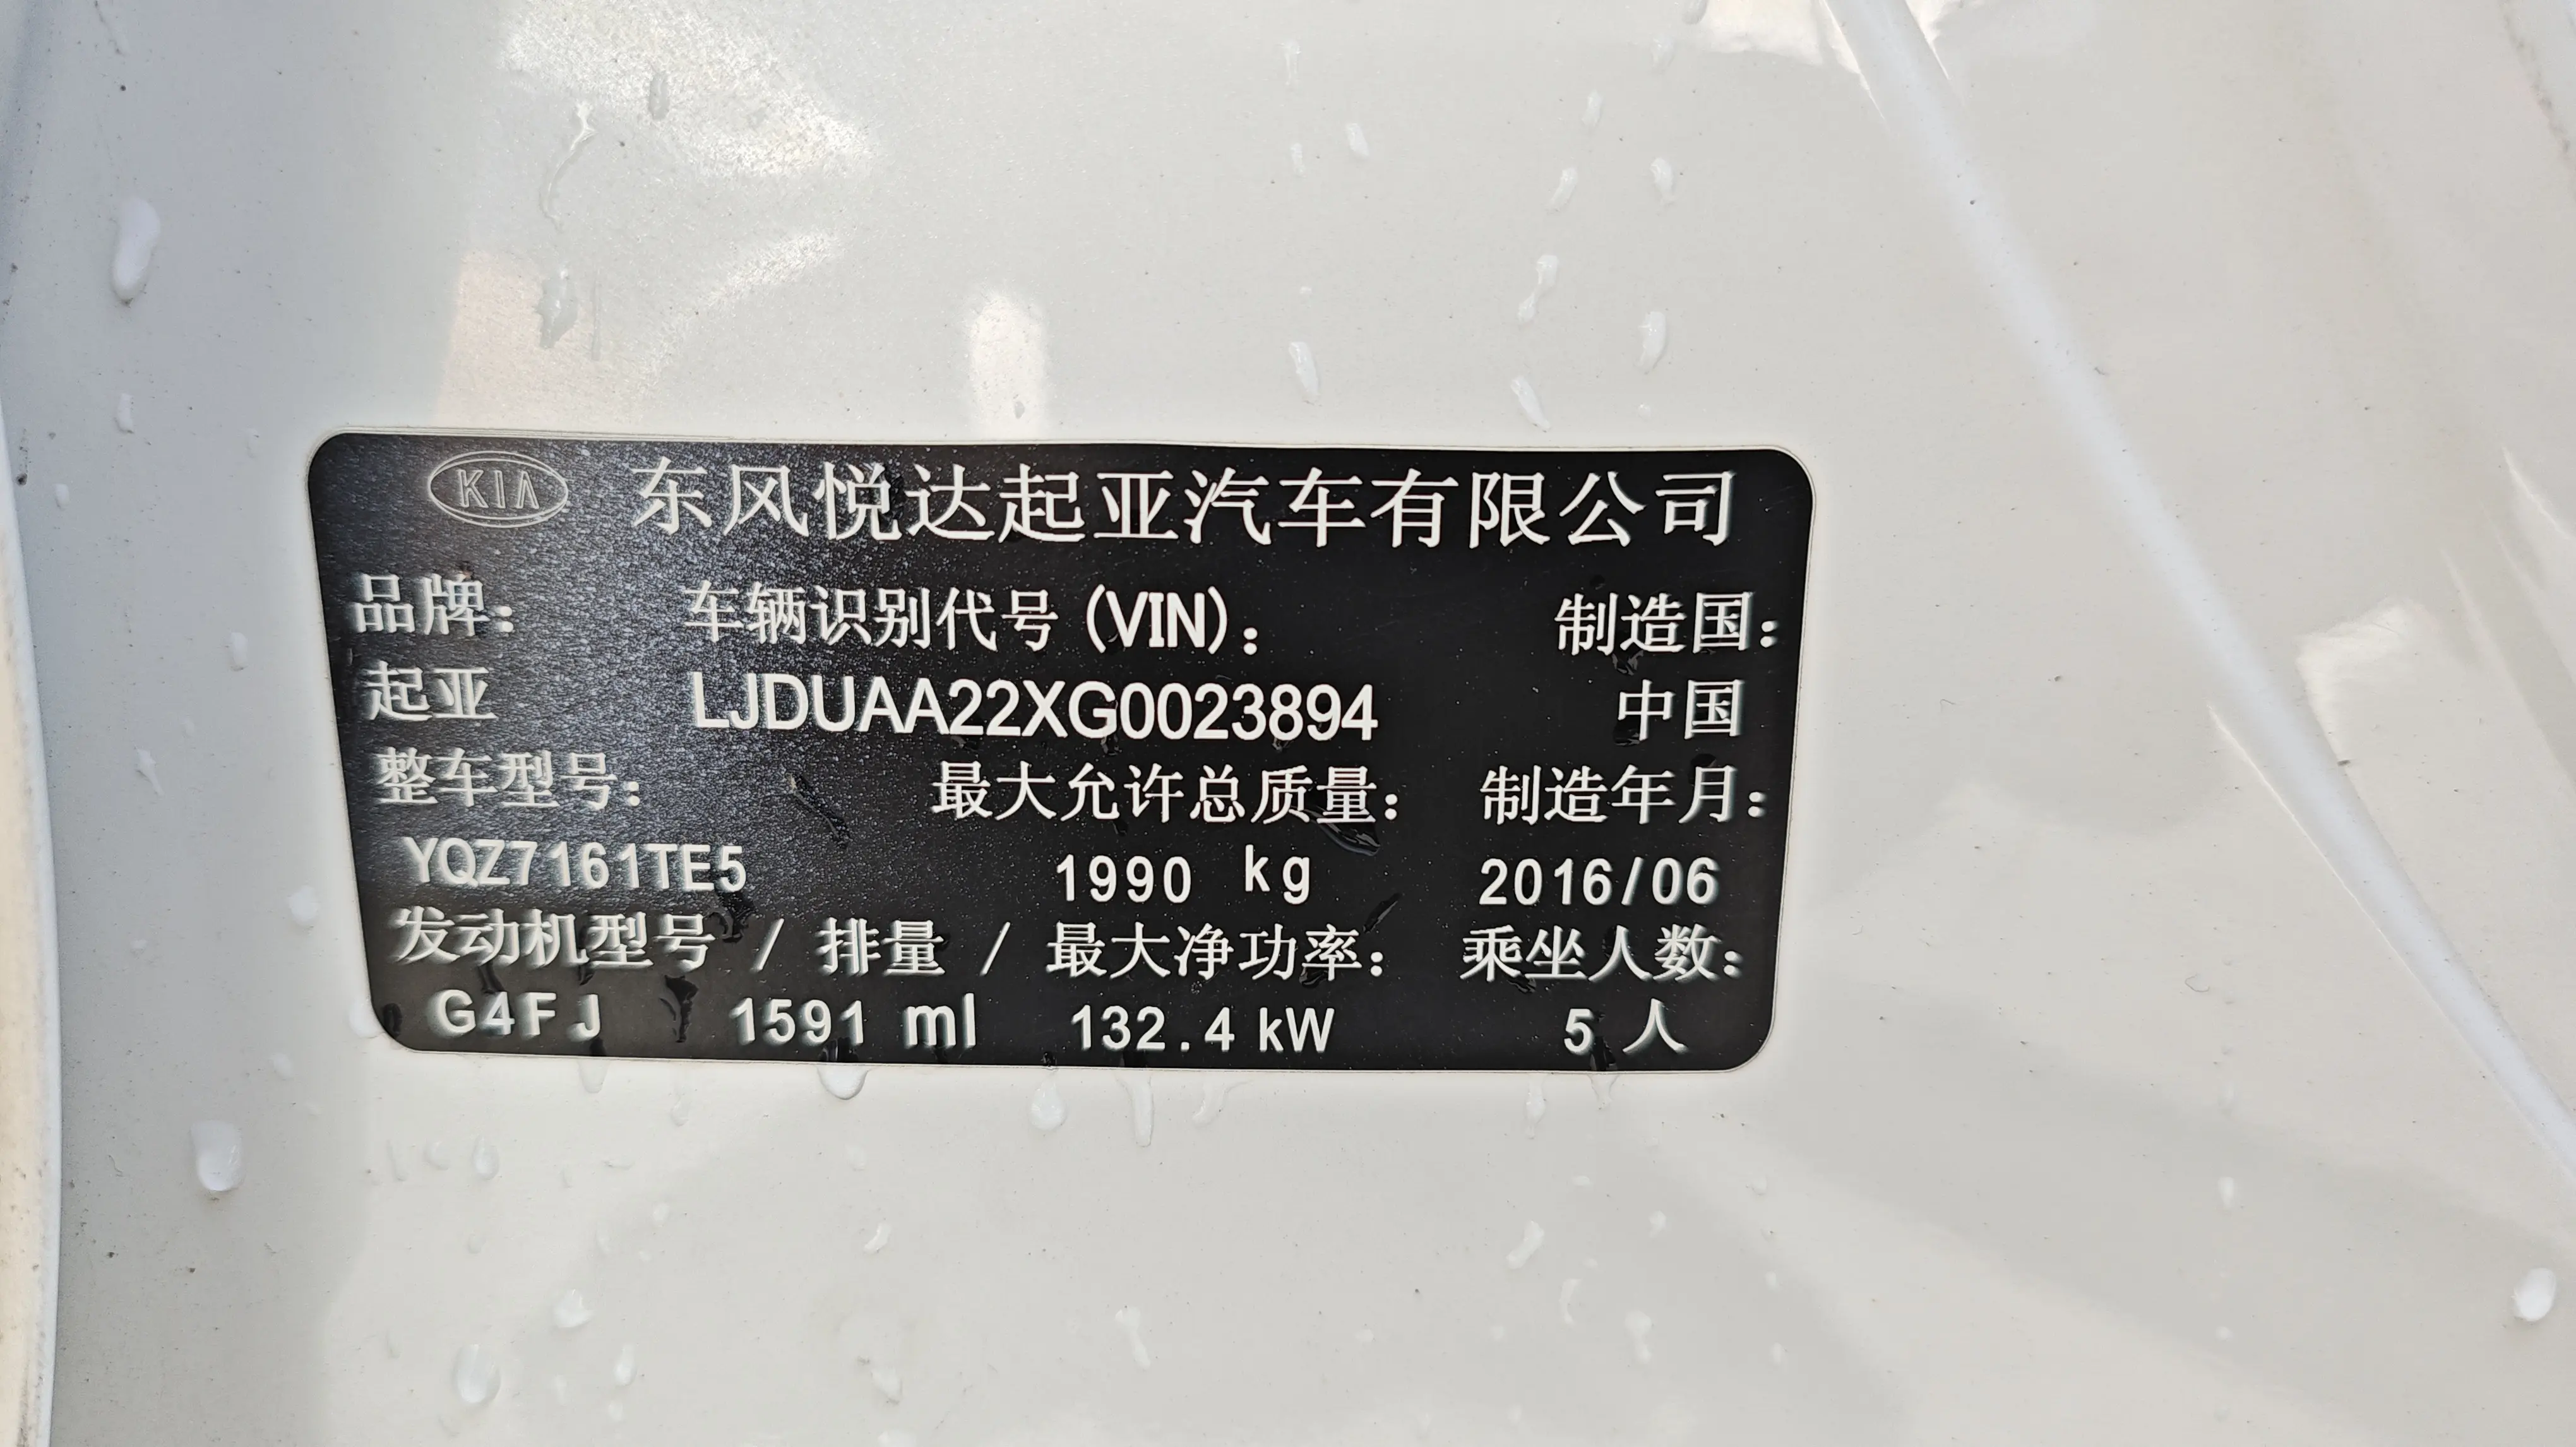 KIA 东风悦达起亚汽车有限公司
品牌： 车辆识别代号 (VIN)： 制造国：
起亚 LJDUAA22XG0023894 中国
整车型号： 最大允许总质量： 制造年月：
YQZ7161TE5 1990 kg 2016/06
发动机型号 / 排量 / 最大净功率： 乘坐人数：
G4FJ 1591 ml 132.4 kW 5 人